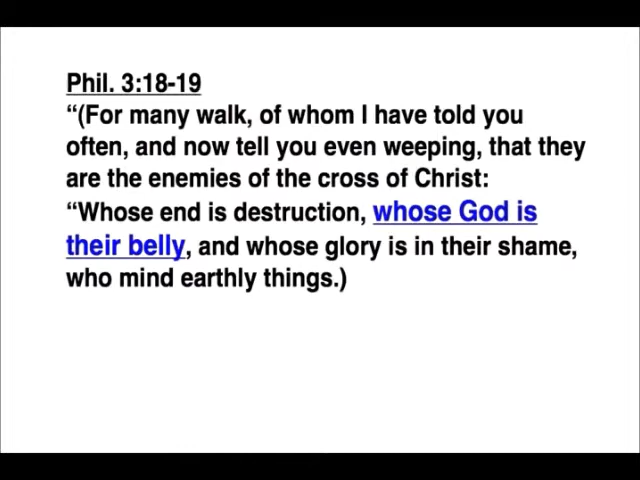 Phil. 3:18-19
“(For many walk, of whom I have told you
often, and now tell you even weeping, that they
are the enemies of the cross of Christ:
“Whose end is destruction, whose God is
their belly, and whose glory is in their shame,
who mind earthly things.)